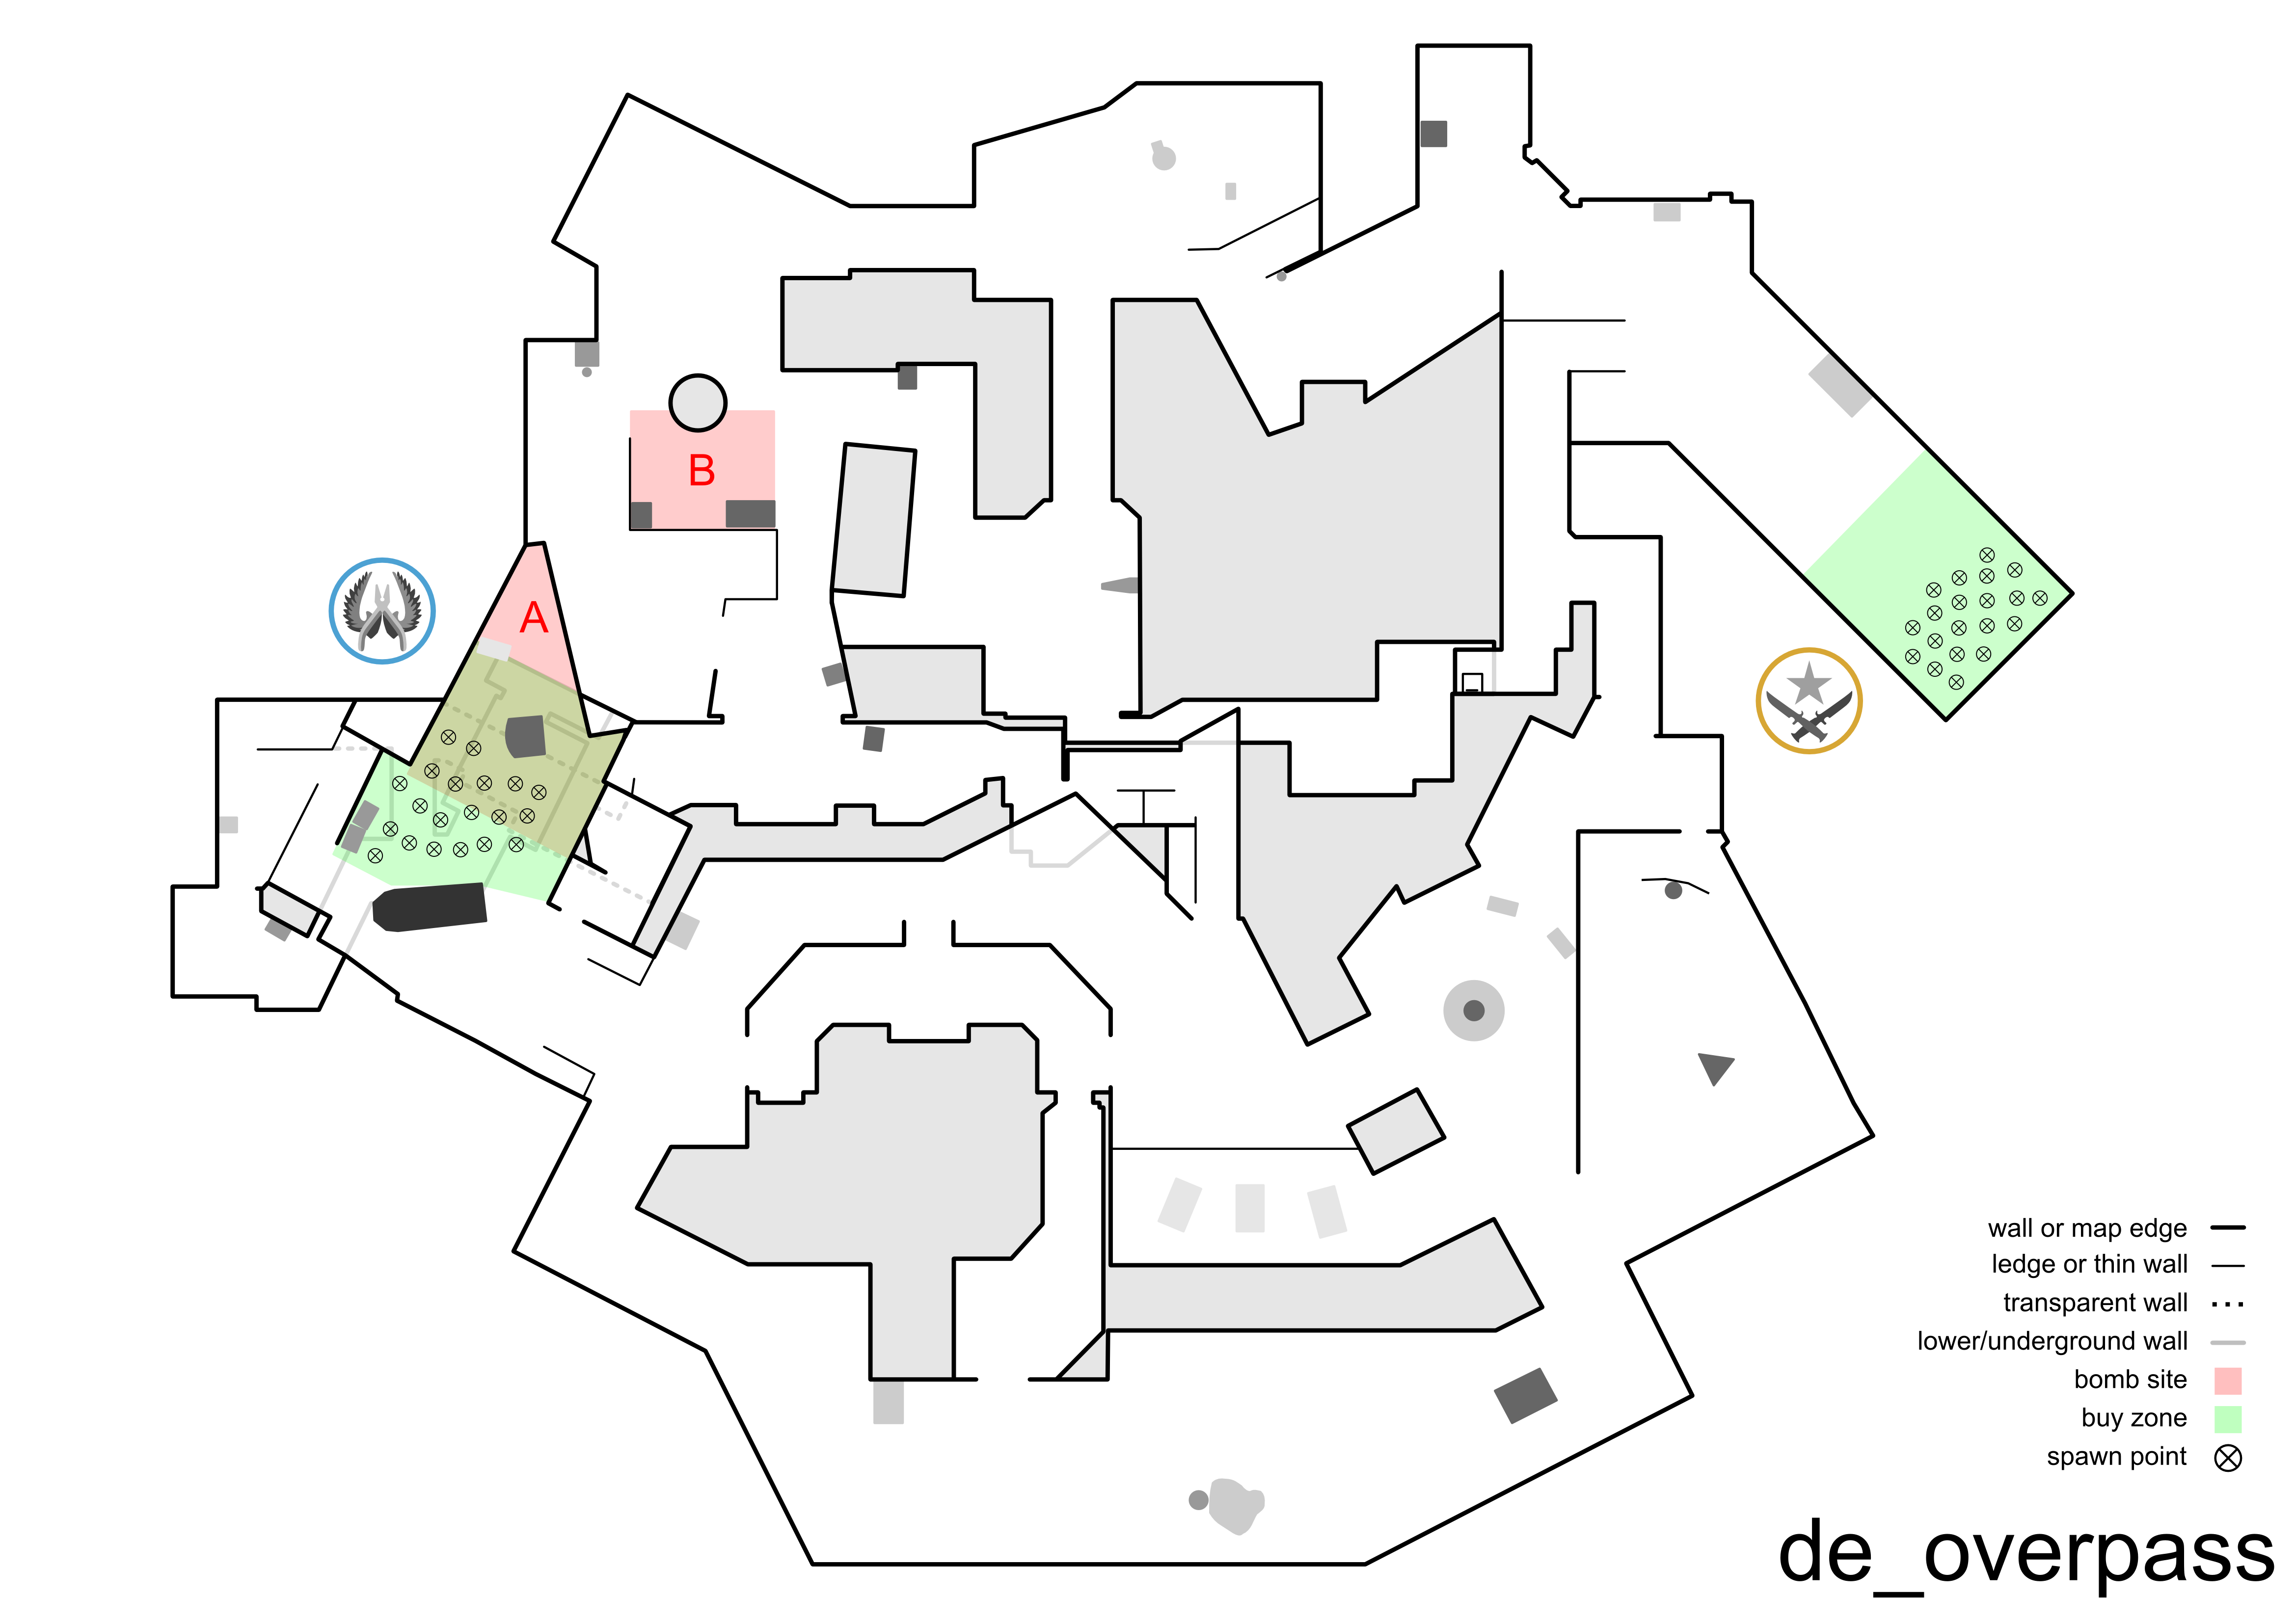 B
A
wall or map edge
ledge or thin wall
transparent wall
lower/underground wall
bomb site
buy zone
spawn point
de_overpass